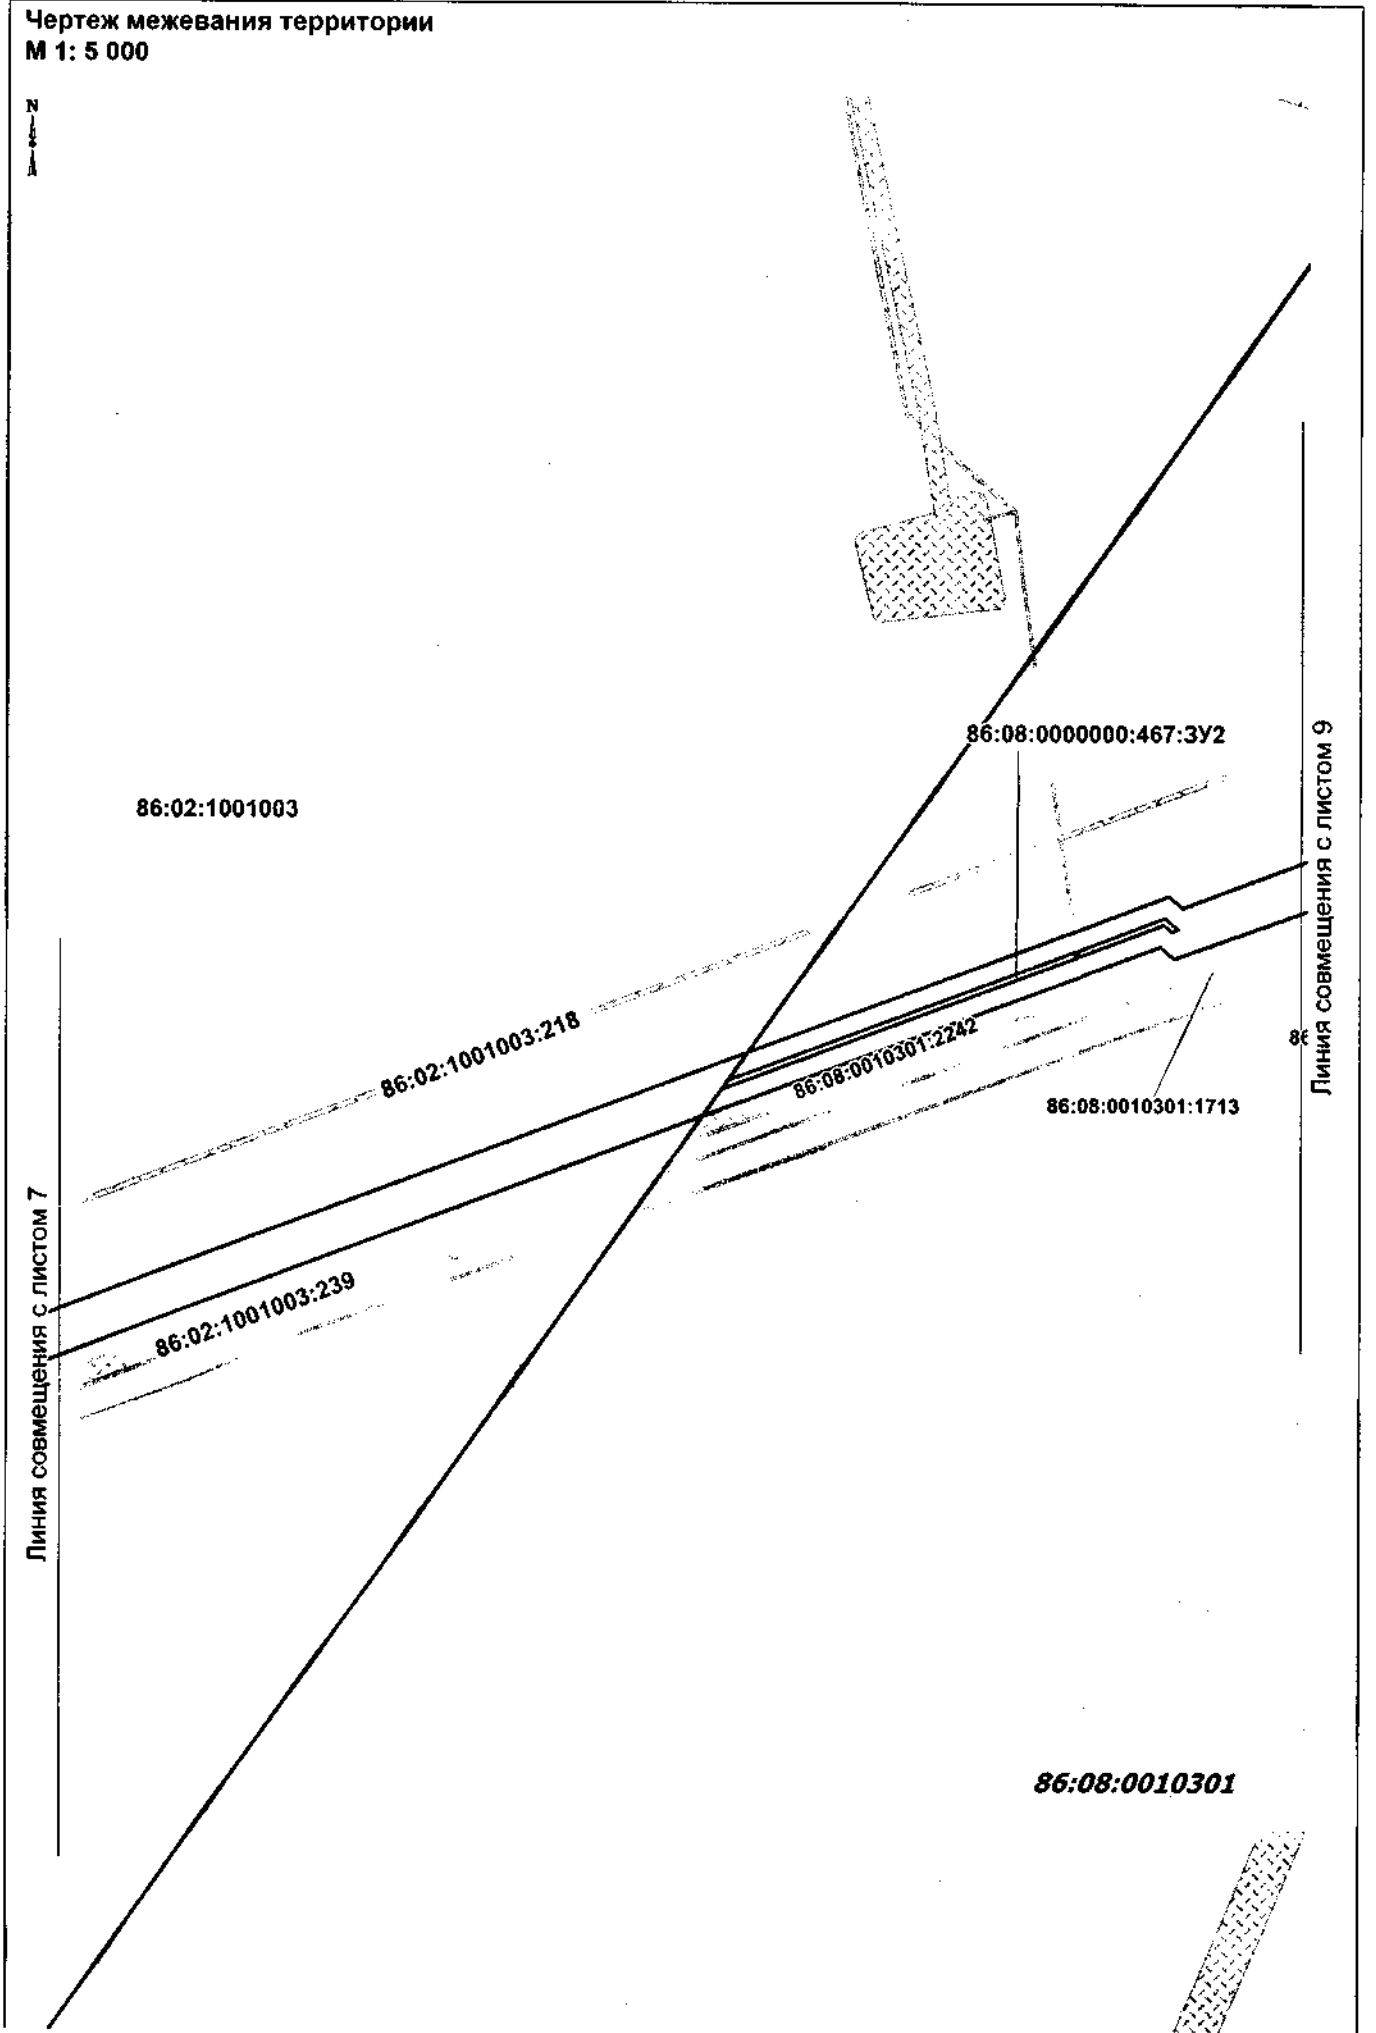 Чертеж межевания территории
М 1: 5 000
N
86:08:0000000:467:ЗУ2
86:02:1001003
Линия совмещения с листом 9
86:02:1001003:218
86:08:0010301:2242
86
86:08:0010301:1713
Линия совмещения с листом 7
86:02:1001003:239
86:08:0010301